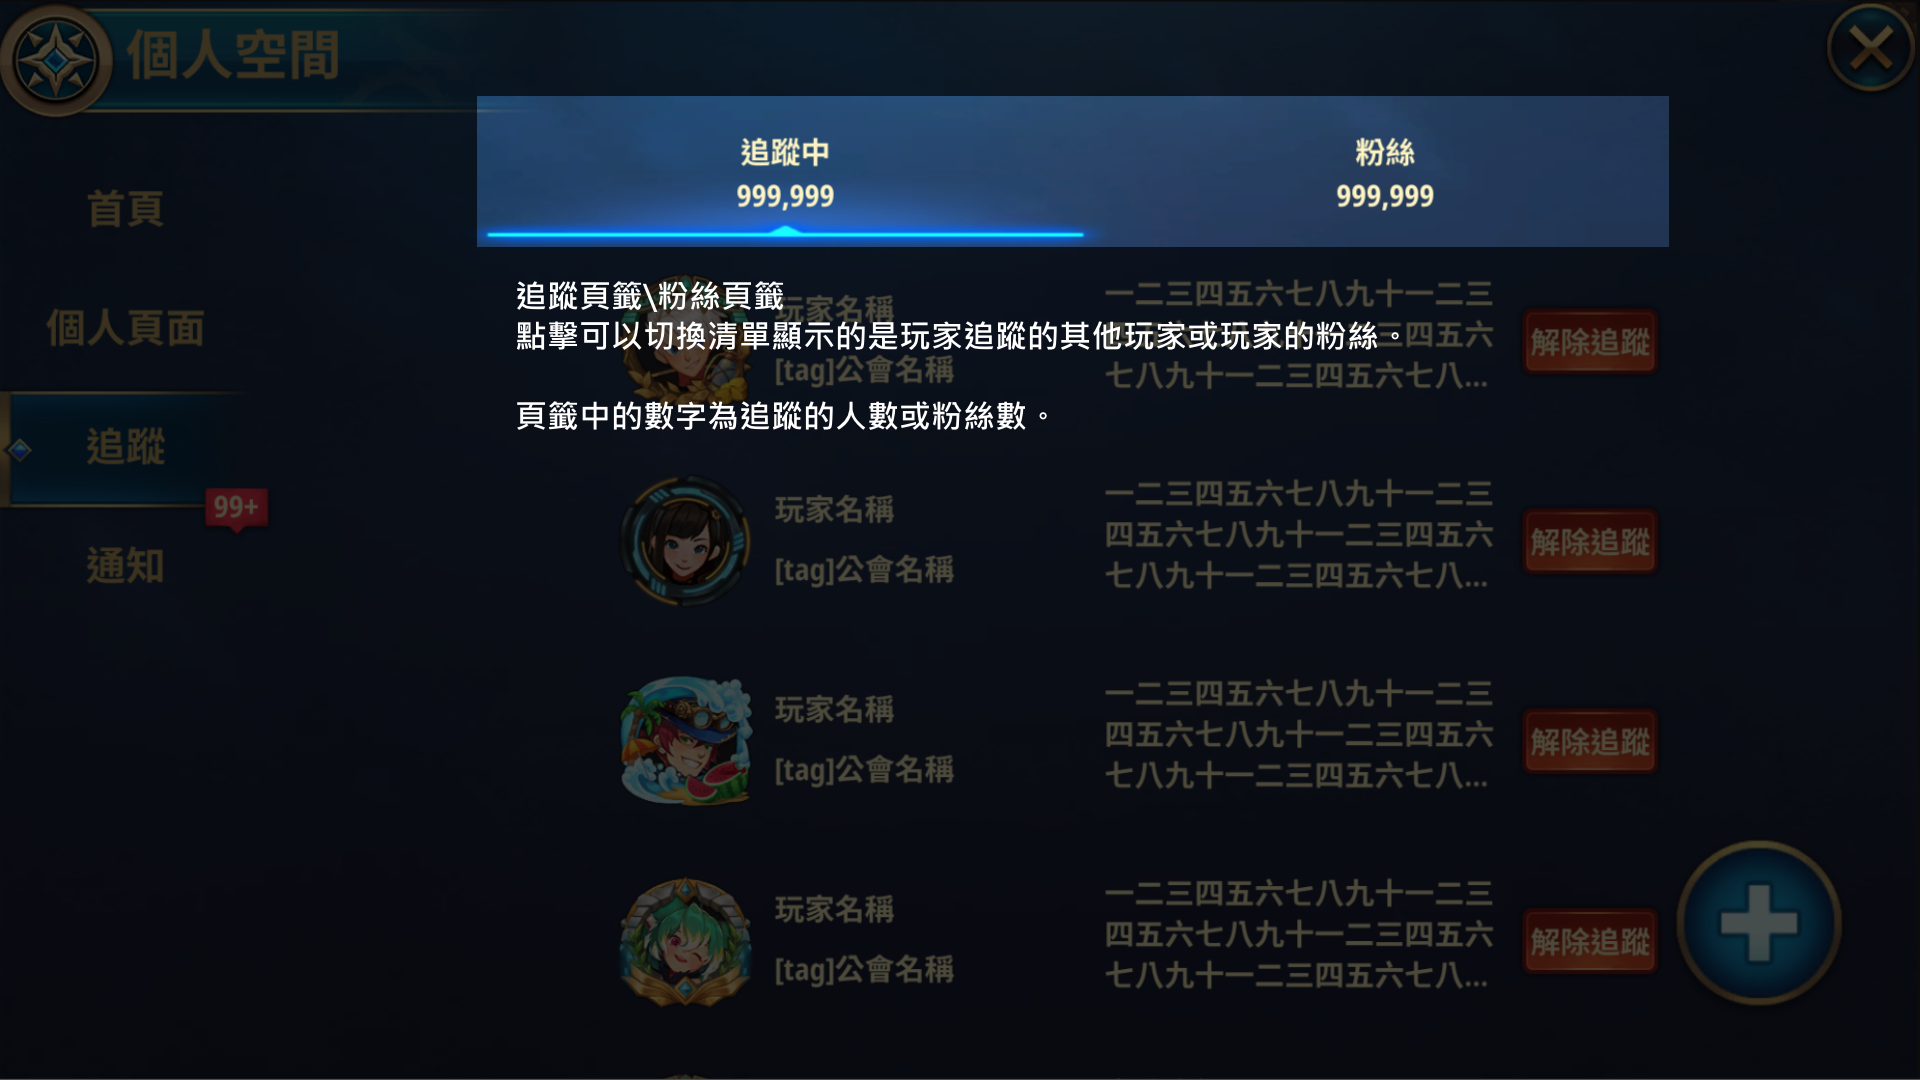 個人空間
首頁
個人頁面
追蹤
99+
通知
追蹤中
999,999
粉絲
999,999
追蹤頁籤\粉絲頁籤
點擊可以切換清單顯示的是玩家追蹤的其他玩家或玩家的粉絲。
頁籤中的數字為追蹤的人數或粉絲數。
玩家名稱
[tag]公會名稱
一二三四五六七八九十一二三
三四五六
七八九十一二三四五六七八...
解除追蹤
玩家名稱
[tag]公會名稱
一二三四五六七八九十一二三
四五六七八九十一二三四五六
七八九十一二三四五六七八...
解除追蹤
玩家名稱
[tag]公會名稱
一二三四五六七八九十一二三
四五六七八九十一二三四五六
七八九十一二三四五六七八...
解除追蹤
玩家名稱
[tag]公會名稱
一二三四五六七八九十一二三
四五六七八九十一二三四五六
七八九十一二三四五六七八...
解除追蹤